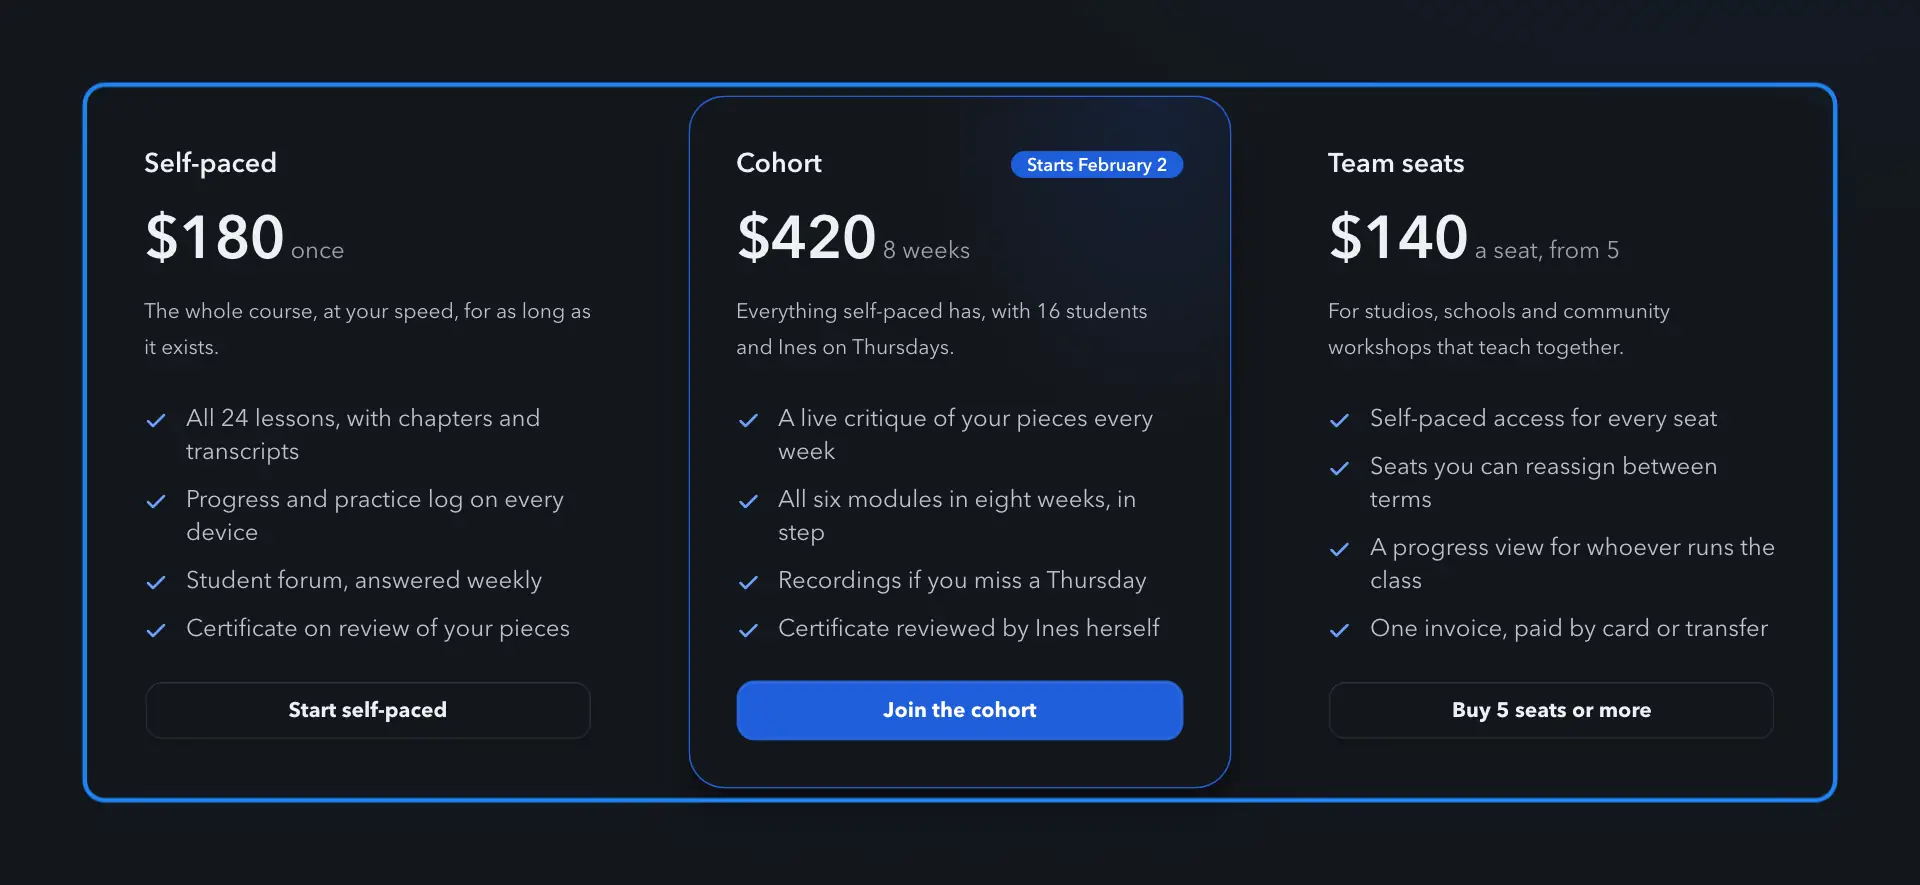 Self-paced
$180 once
The whole course, at your speed, for as long as
it exists.
All 24 lessons, with chapters and
transcripts
Progress and practice log on every
device
Student forum, answered weekly
Certificate on review of your pieces
Start self-paced
Cohort
Starts February 2
$420 8 weeks
Everything self-paced has, with 16 students
and Ines on Thursdays.
A live critique of your pieces every
week
All six modules in eight weeks, in
step
Recordings if you miss a Thursday
Certificate reviewed by Ines herself
Join the cohort
Team seats
$140 a seat, from 5
For studios, schools and community
workshops that teach together.
Self-paced access for every seat
Seats you can reassign between
terms
A progress view for whoever runs the
class
One invoice, paid by card or transfer
Buy 5 seats or more